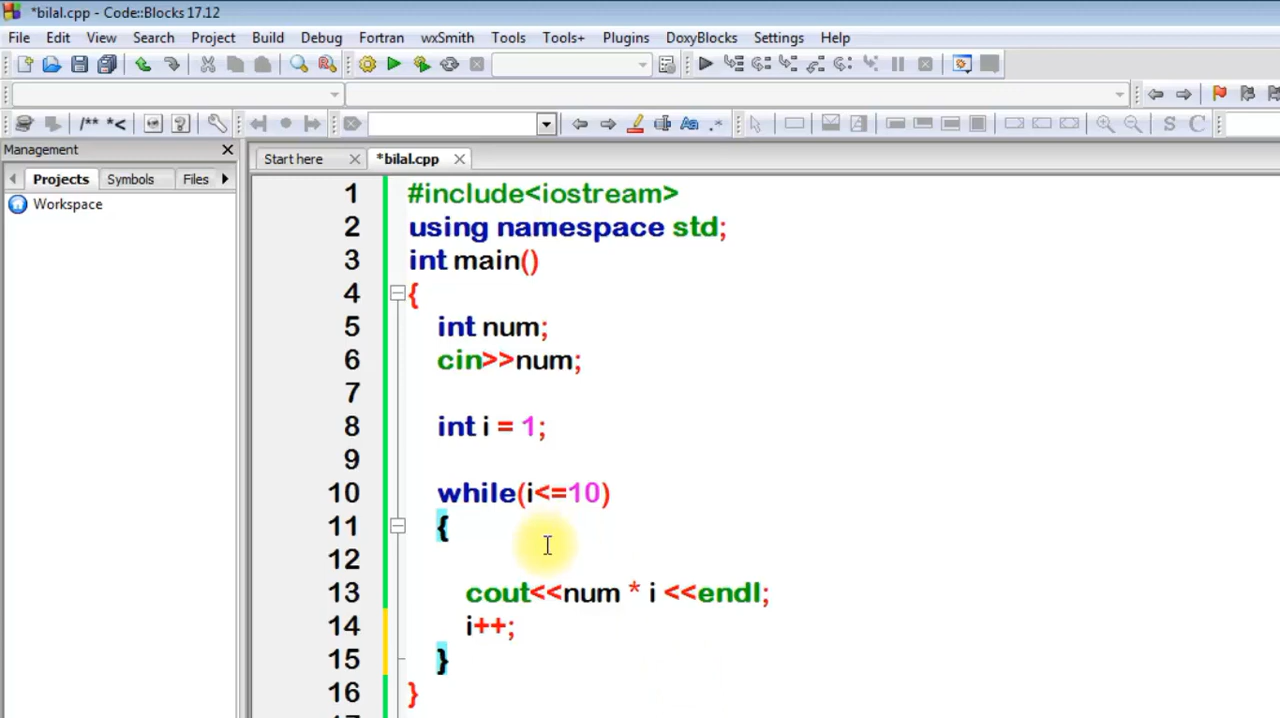 *bilal.cpp - Code::Blocks 17.12
File Edit View Search Project Build Debug Fortran wxSmith Tools Tools+ Plugins DoxyBlocks Settings Help
/** *<
Management
Start here *bilal.cpp
Projects Symbols Files
Workspace
1 #include<iostream>
2 using namespace std;
3 int main()
4 {
5 int num;
6 cin>>num;
7
8 int i = 1;
9
10 while(i<=10)
11 {
12
13 cout<<num * i <<endl;
14 i++;
15 }
16 }